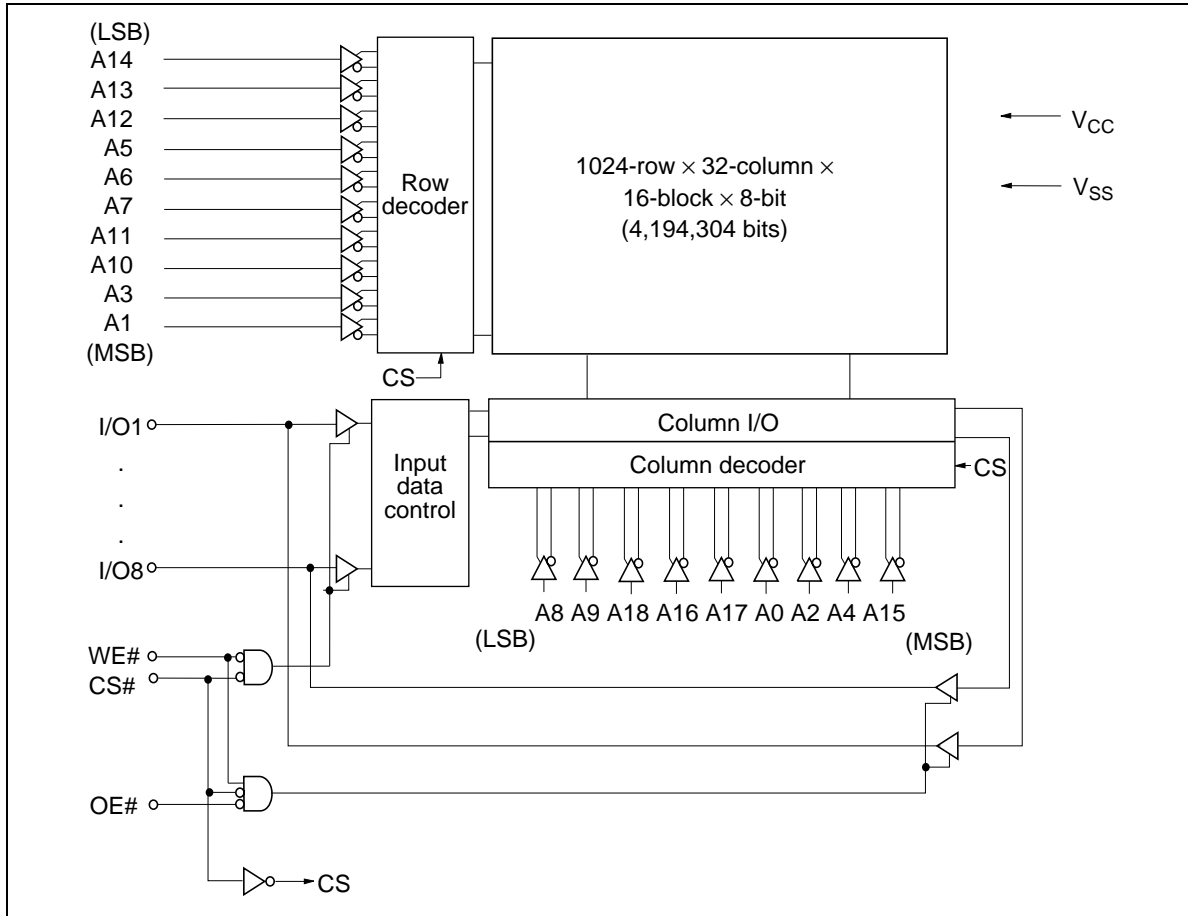 (LSB)
A14
A13
A12
A5
A6
A7
A11
A10
A3
A1
(MSB)
Row
decoder
CS
1024-row × 32-column ×
16-block × 8-bit
(4,194,304 bits)
VCC
VSS
I/O1
.
.
.
I/O8
Input
data
control
Column I/O
Column decoder
CS
A8 A9 A18 A16 A17 A0 A2 A4 A15
(LSB) (MSB)
WE#
CS#
OE#
CS